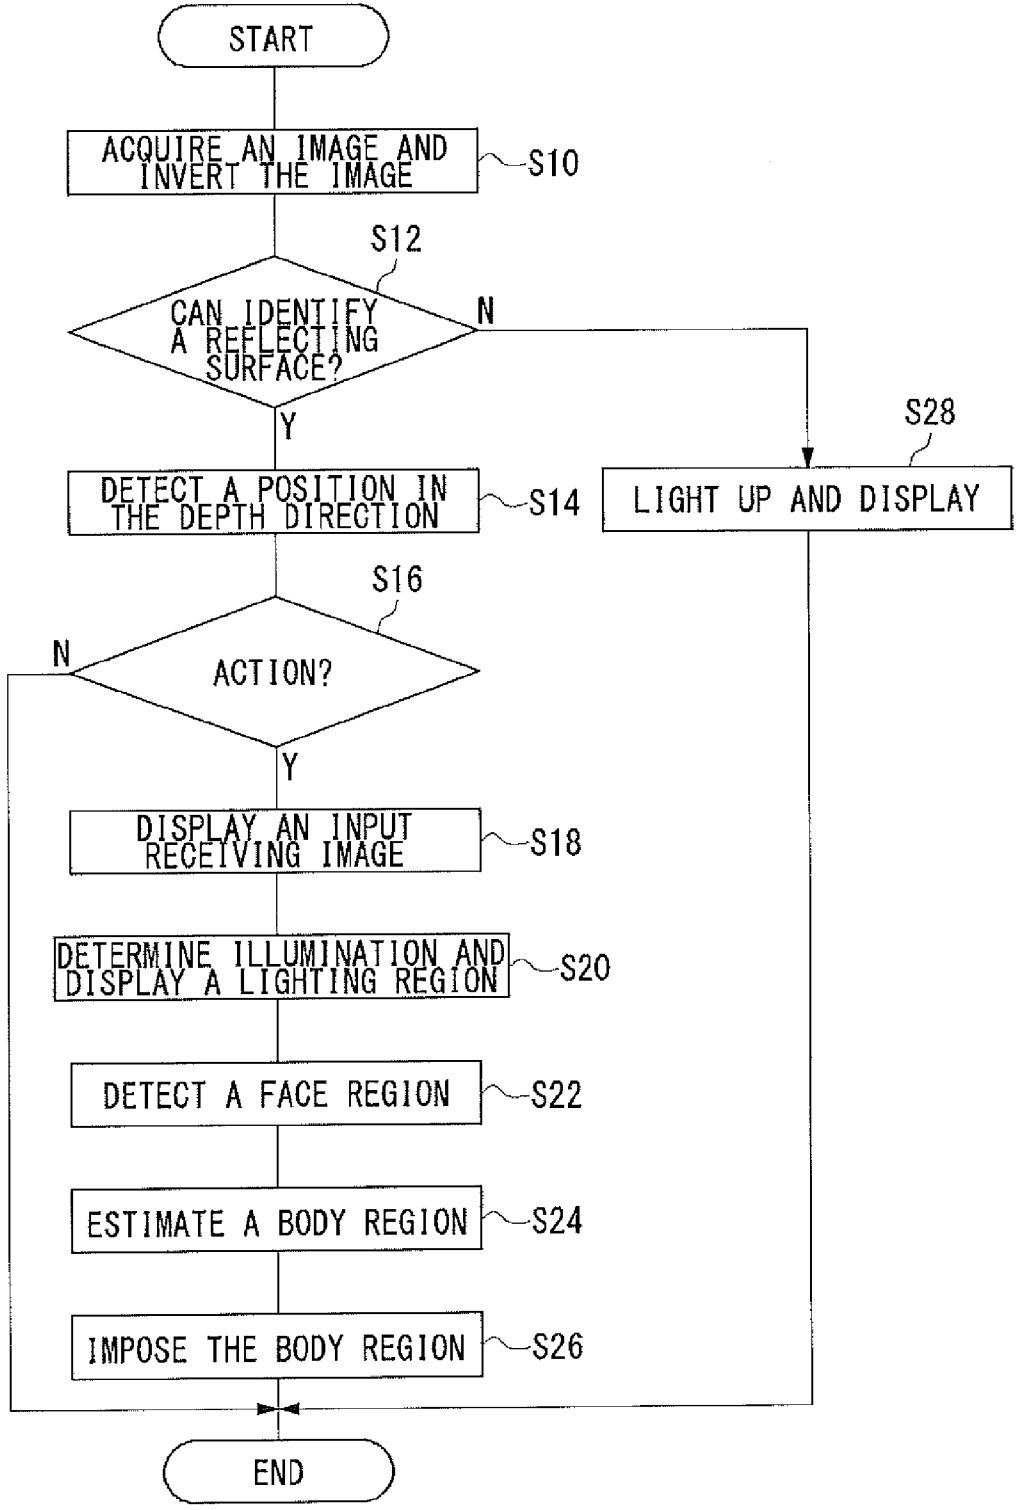 START
ACQUIRE AN IMAGE AND
INVERT THE IMAGE
S10
S12
CAN IDENTIFY
A REFLECTING
SURFACE?
N
Y
S28
LIGHT UP AND DISPLAY
DETECT A POSITION IN
THE DEPTH DIRECTION
S14
S16
ACTION?
N
Y
DISPLAY AN INPUT
RECEIVING IMAGE
S18
DETERMINE ILLUMINATION AND
DISPLAY A LIGHTING REGION
S20
DETECT A FACE REGION
S22
ESTIMATE A BODY REGION
S24
IMPOSE THE BODY REGION
S26
END